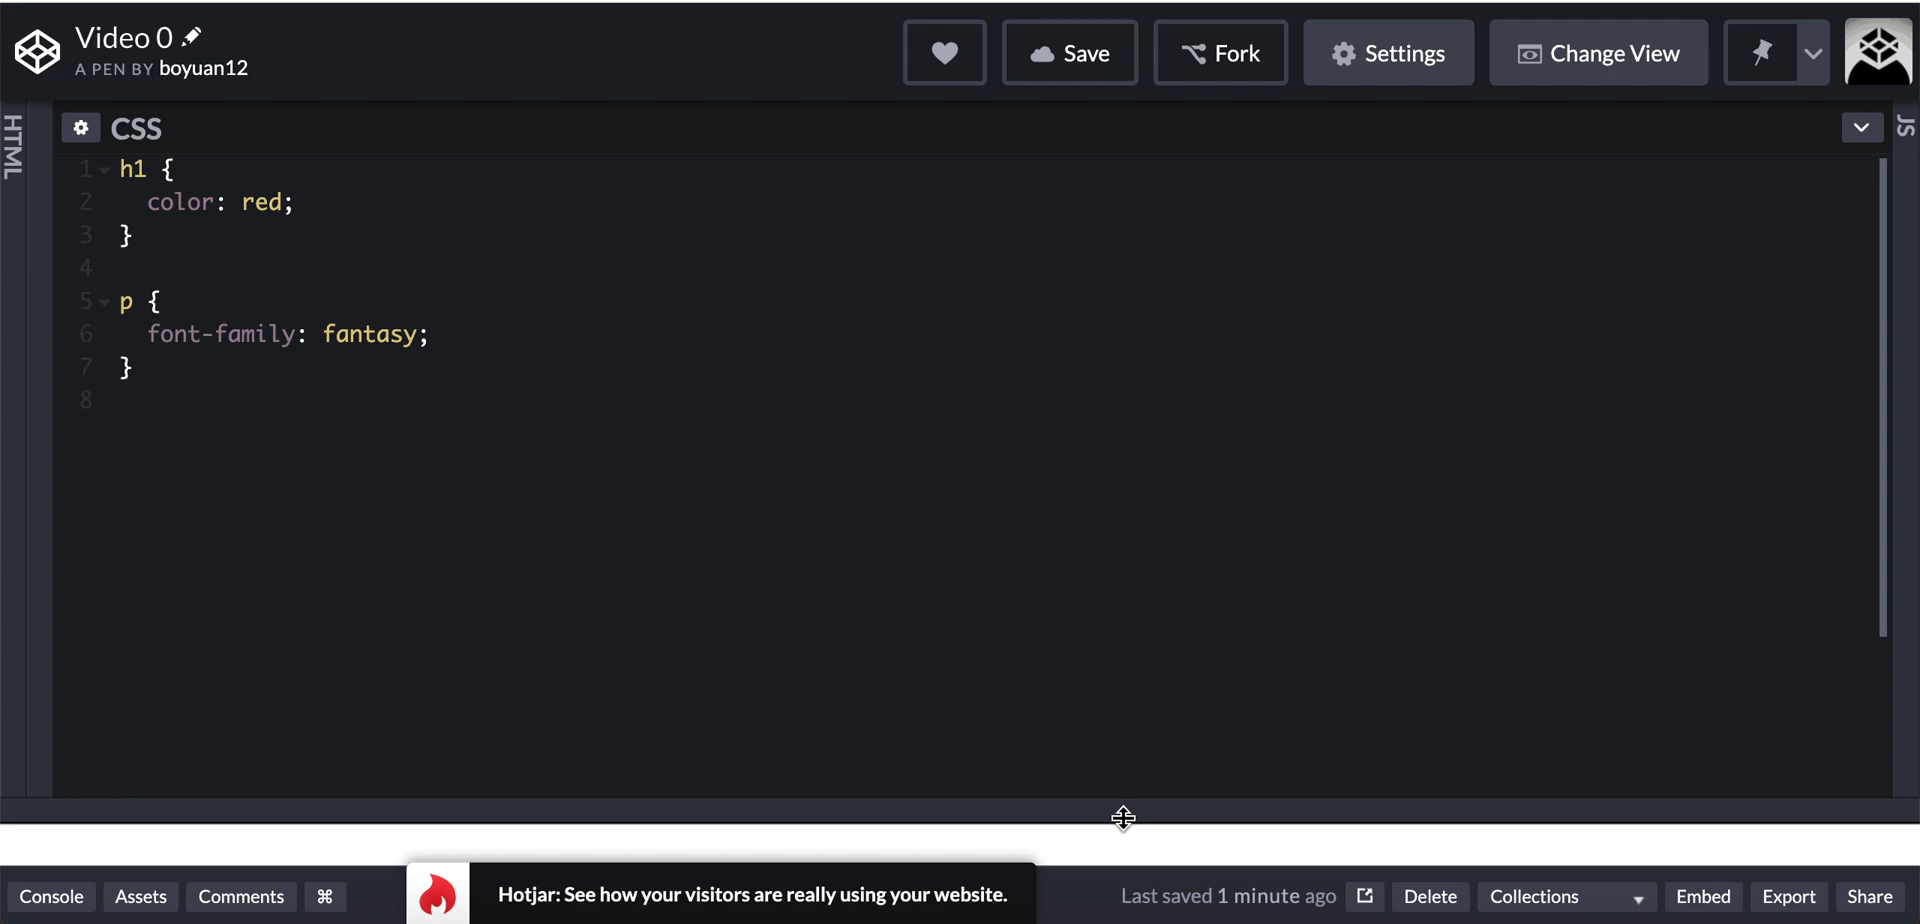 Video 0
A PEN BY boyuan12
Save
Fork
Settings
Change View
HTML
CSS
JS
1 h1 {
2 color: red;
3 }
4
5 p {
6 font-family: fantasy;
7 }
8
Console
Assets
Comments
⌘
Hotjar: See how your visitors are really using your website.
Last saved 1 minute ago
Delete
Collections
Embed
Export
Share